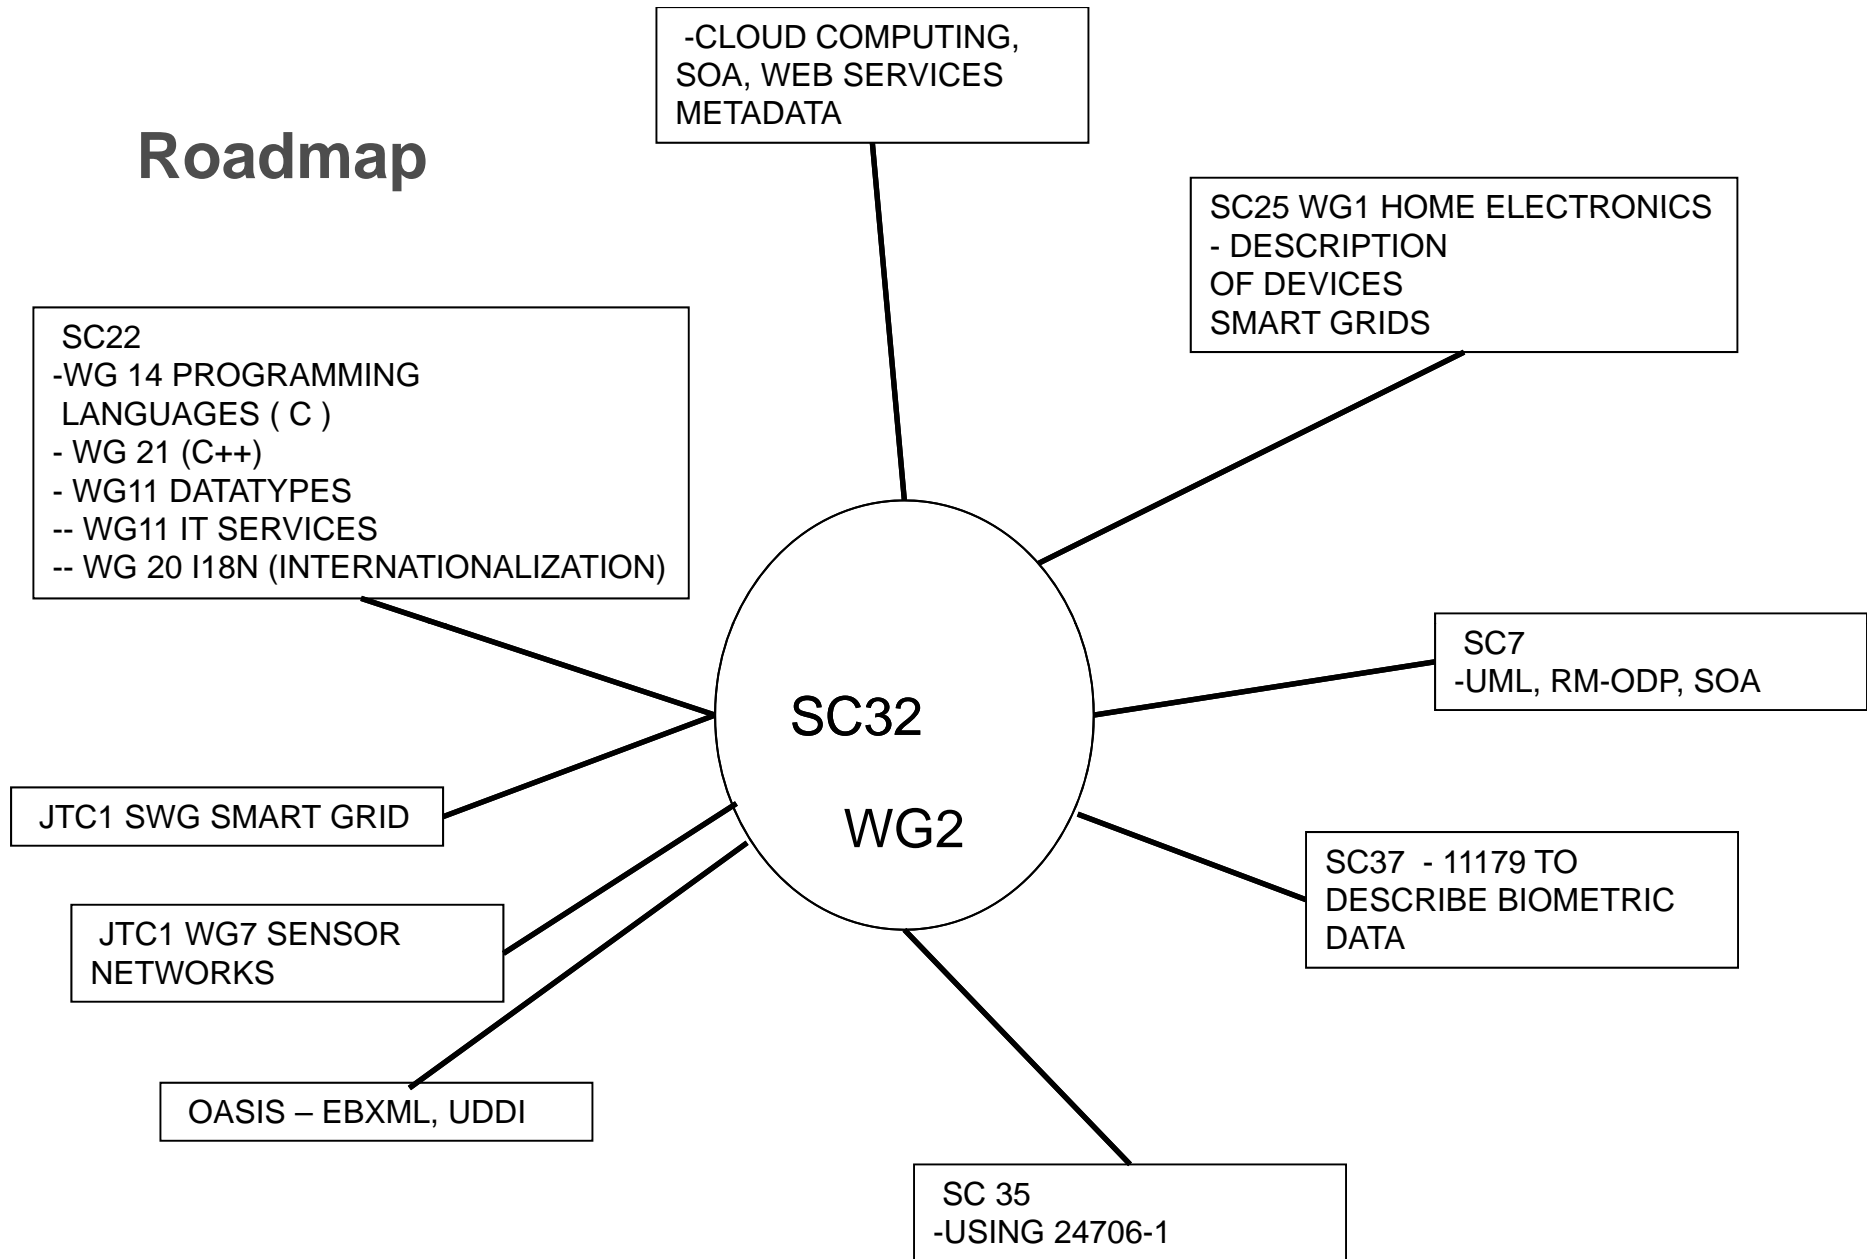 -CLOUD COMPUTING,
SOA, WEB SERVICES
METADATA
Roadmap
SC25 WG1 HOME ELECTRONICS
- DESCRIPTION
OF DEVICES
SMART GRIDS
SC22
-WG 14 PROGRAMMING
LANGUAGES ( C )
- WG 21 (C++)
- WG11 DATATYPES
-- WG11 IT SERVICES
-- WG 20 I18N (INTERNATIONALIZATION)
SC7
-UML, RM-ODP, SOA
SC32
WG2
JTC1 SWG SMART GRID
SC37 - 11179 TO
DESCRIBE BIOMETRIC
DATA
JTC1 WG7 SENSOR
NETWORKS
OASIS – EBXML, UDDI
SC 35
-USING 24706-1